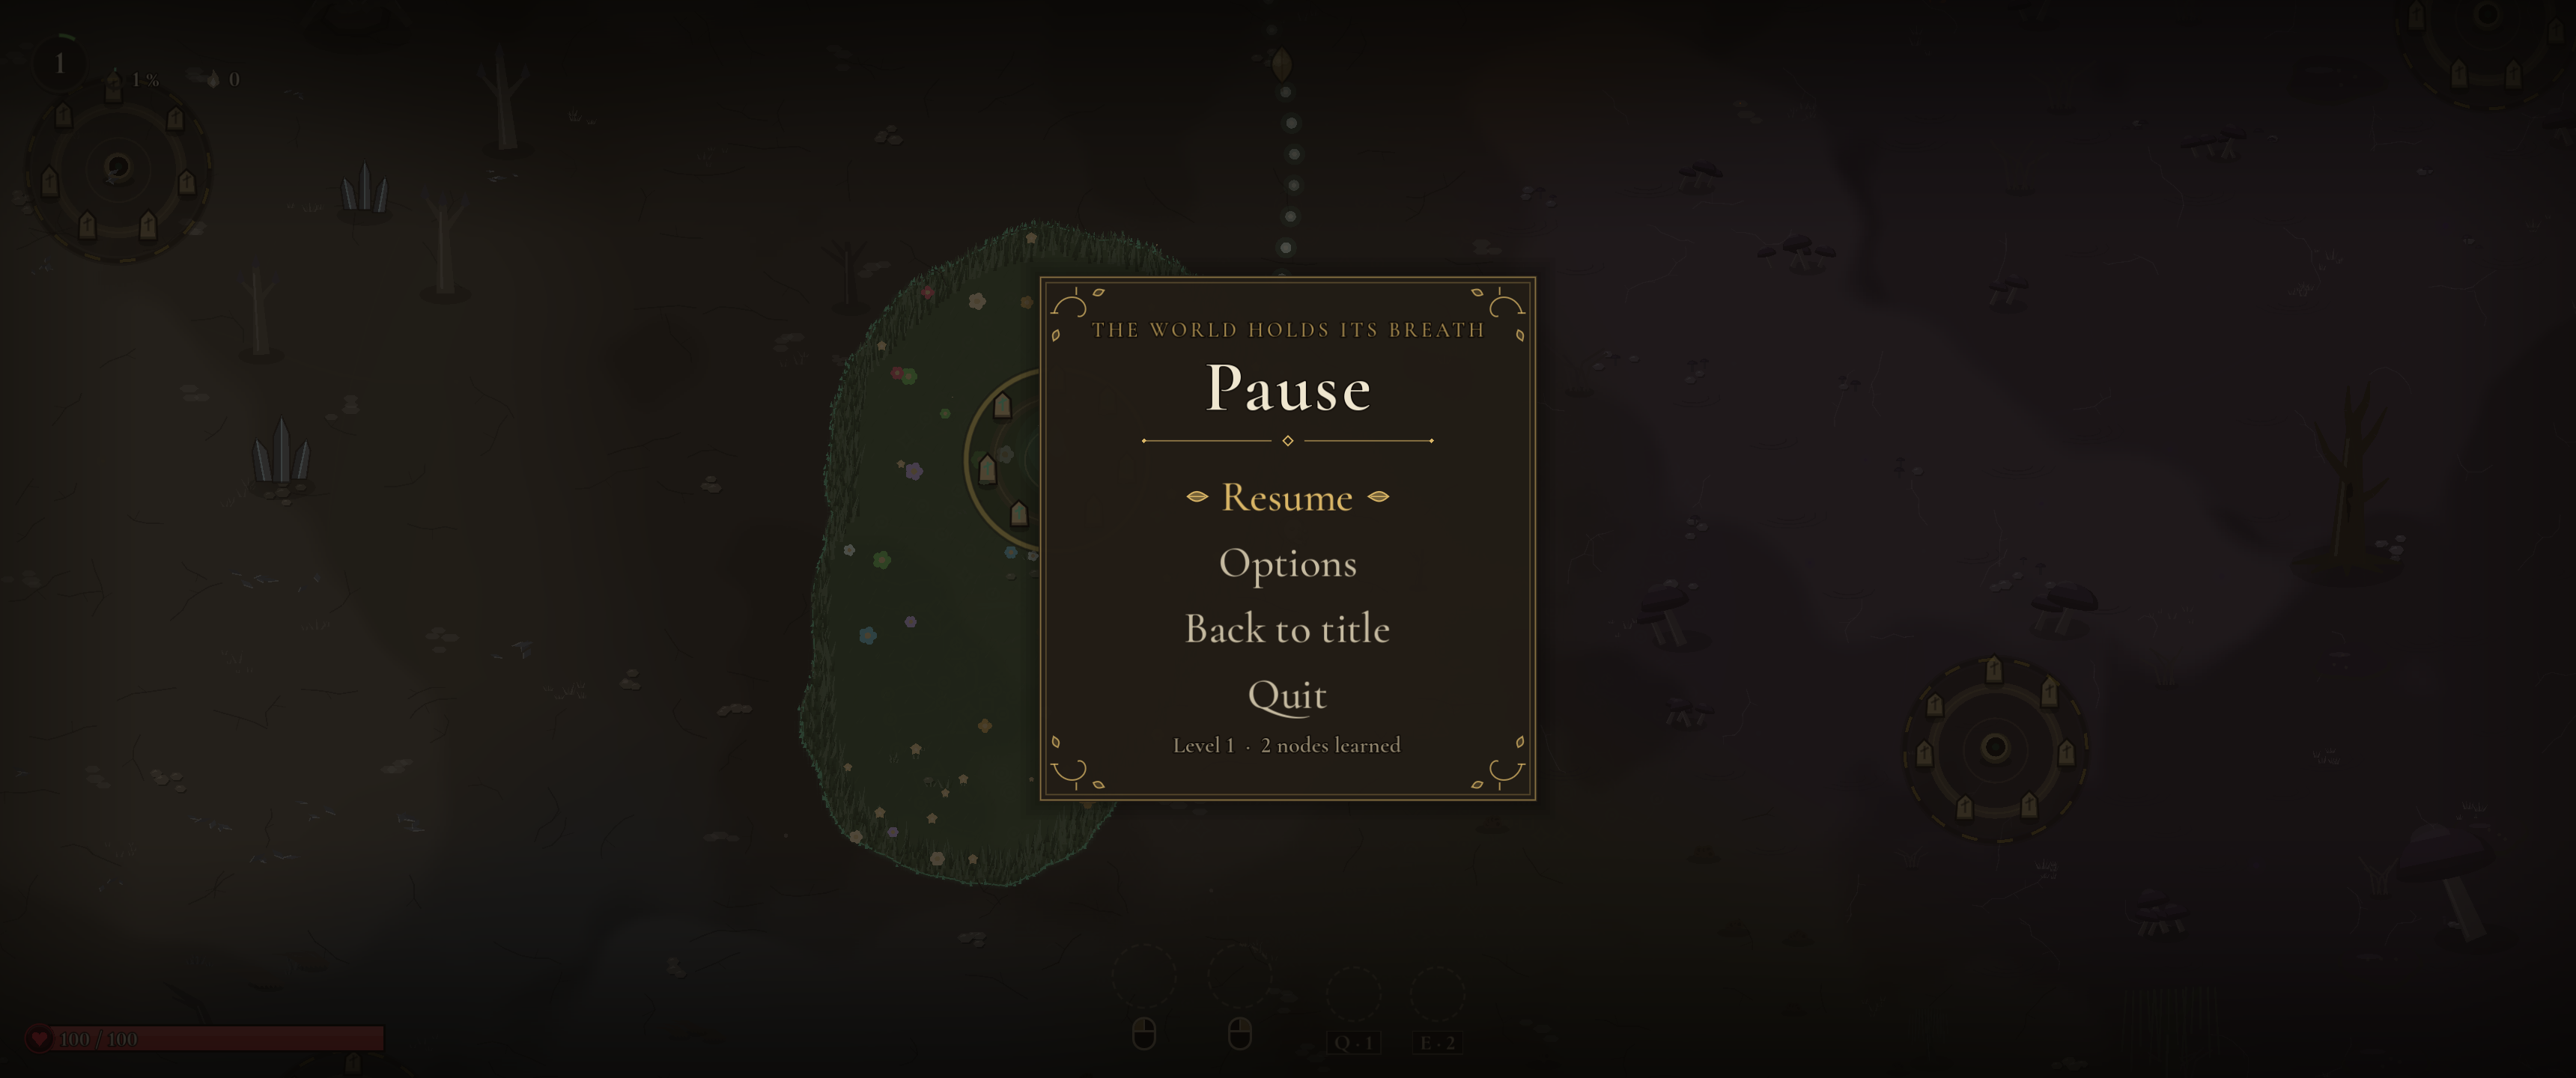 1
1% 0
THE WORLD HOLDS ITS BREATH
Pause
Resume
Options
Back to title
Quit
Level 1 · 2 nodes learned
100 / 100
Q · 1 E · 2